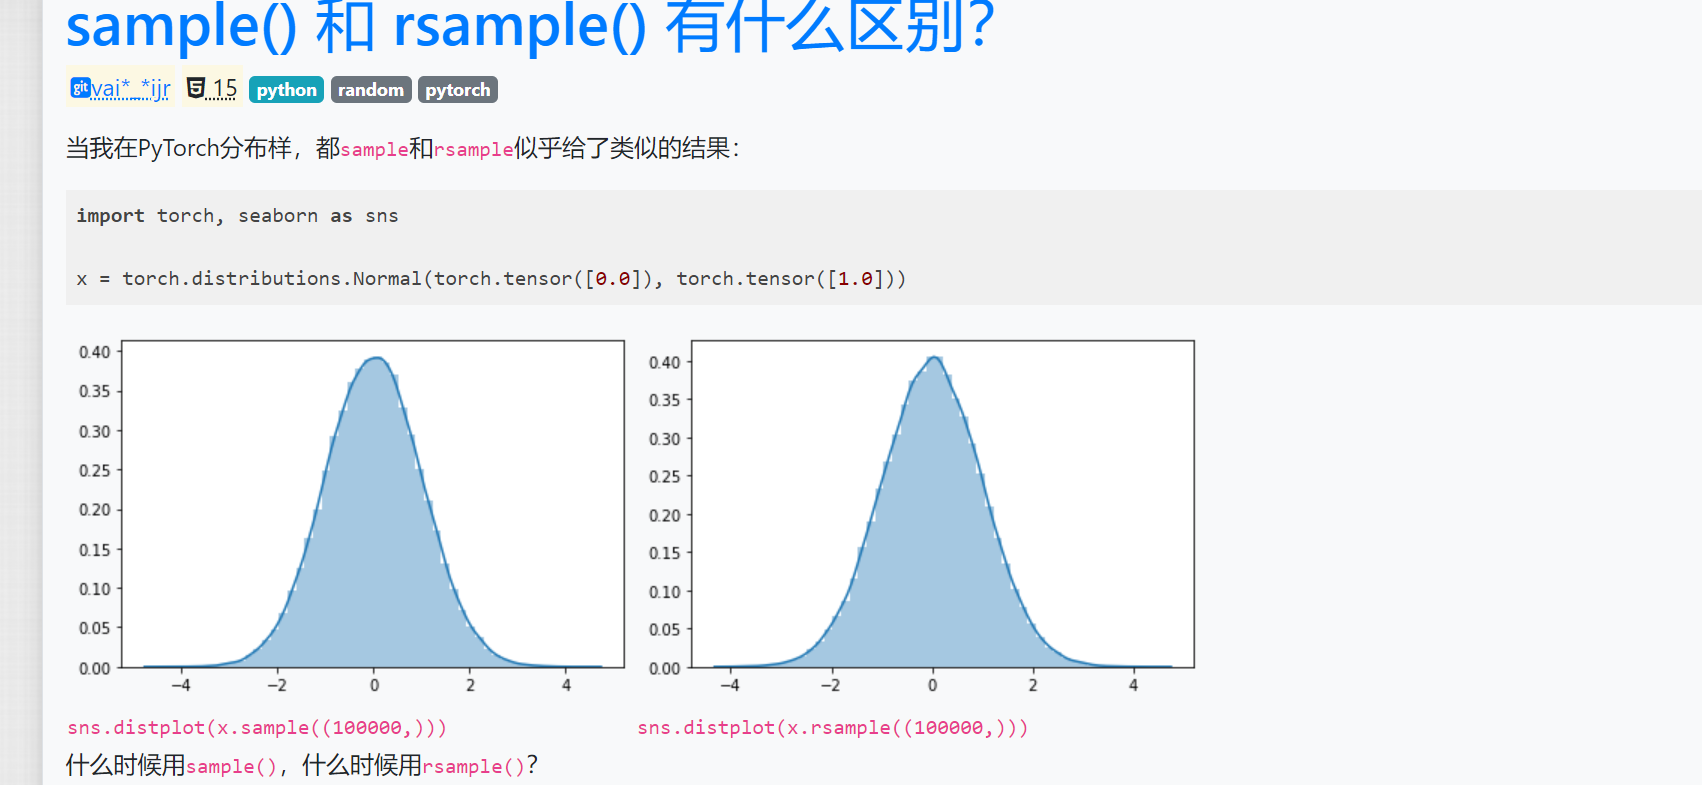 sample() 和 rsample() 有什么区别？
git vai*_*ijr 15 python random pytorch
当我在PyTorch分布样，都sample和rsample似乎给了类似的结果：
import torch, seaborn as sns
x = torch.distributions.Normal(torch.tensor([0.0]), torch.tensor([1.0]))
0.40
0.35
0.30
0.25
0.20
0.15
0.10
0.05
0.00
−4 −2 0 2 4
0.40
0.35
0.30
0.25
0.20
0.15
0.10
0.05
0.00
−4 −2 0 2 4
sns.distplot(x.sample((100000,)))
sns.distplot(x.rsample((100000,)))
什么时候用sample()，什么时候用rsample()？